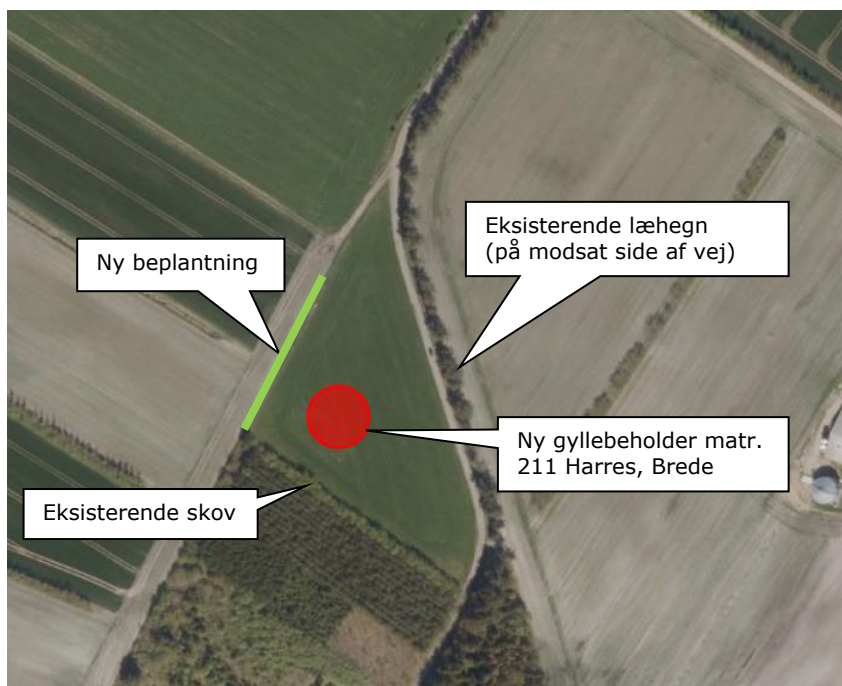 Eksisterende læhegn
(på modsat side af vej)
Ny beplantning
Ny gyllebeholder matr.
211 Harres, Brede
Eksisterende skov